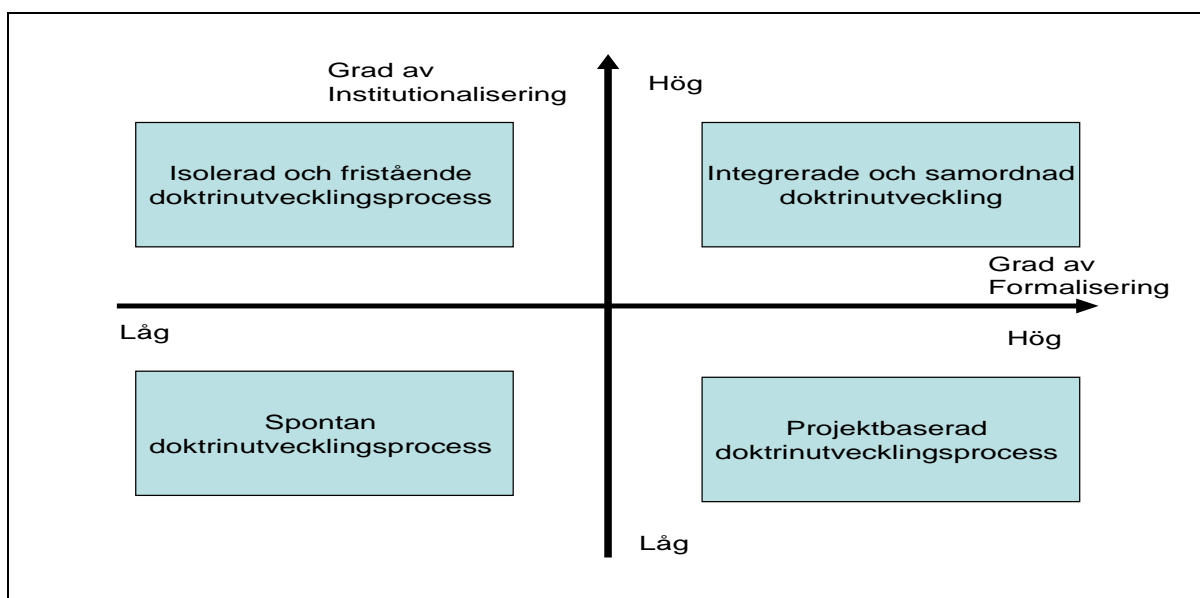 Grad av
Institutionalisering
Hög
Isolerad och fristående
doktrinutvecklingsprocess
Integrerade och samordnad
doktrinutveckling
Grad av
Formalisering
Låg
Hög
Spontan
doktrinutvecklingsprocess
Projektbaserad
doktrinutvecklingsprocess
Låg